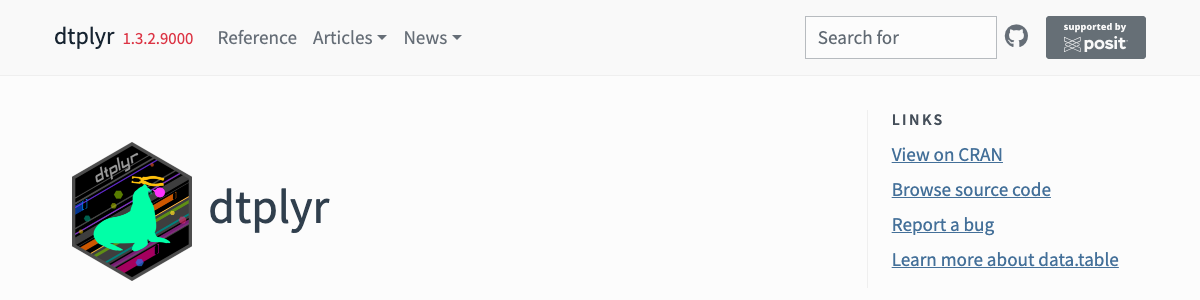 dtplyr 1.3.2.9000 Reference Articles News Search for supported by posit
LINKS
View on CRAN
dtplyr
dtplyr
Browse source code
Report a bug
Learn more about data.table